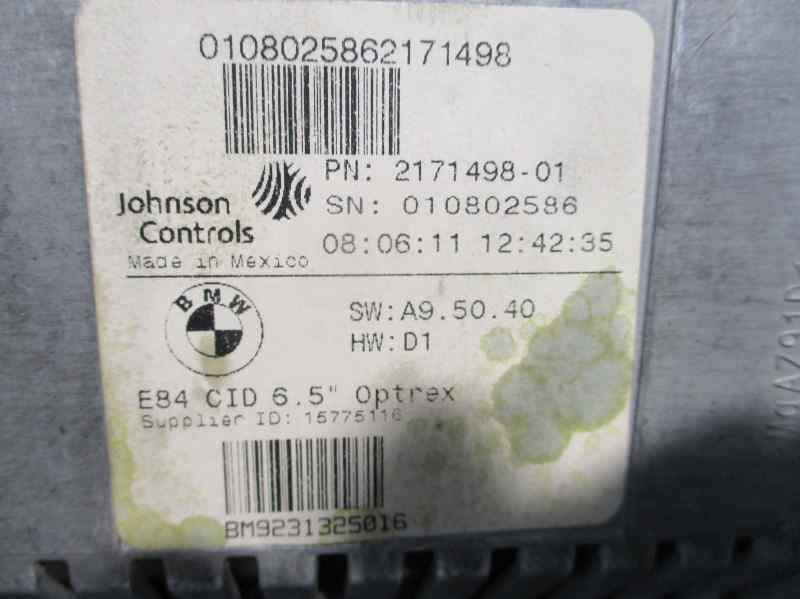 0108025862171498
PN: 2171498-01
SN: 010802586
Johnson
Controls
08:06:11 12:42:35
Made in Mexico
BMW
SW:A9.50.40
HW:D1
E84 CID 6.5" Optrex
Supplier ID: 15775116
BM9231325016